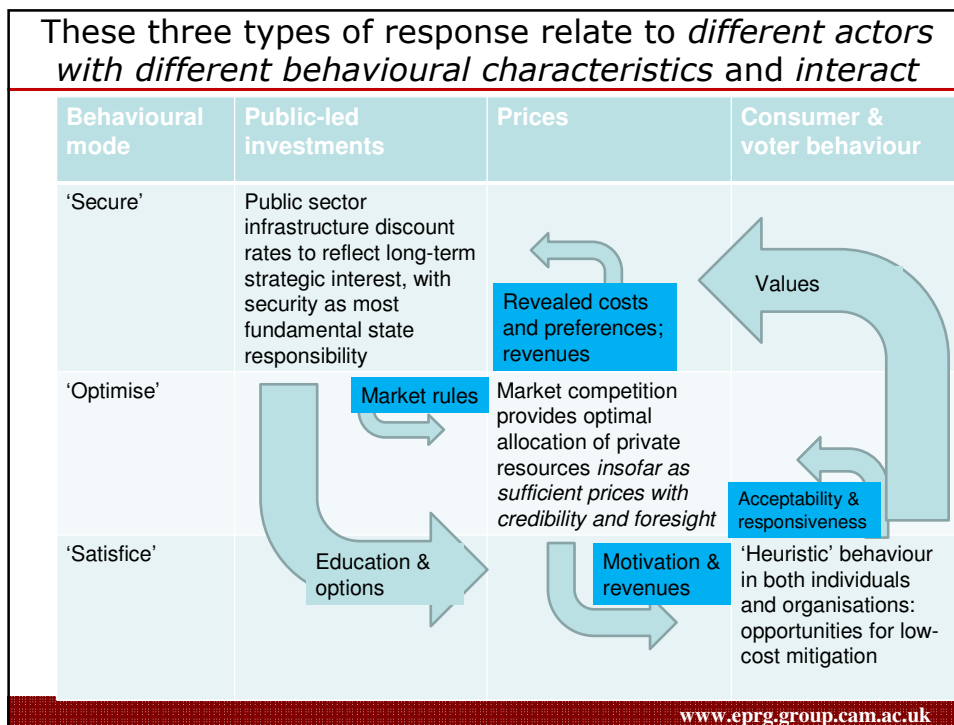 These three types of response relate to different actors
with different behavioural characteristics and interact
Behavioural
mode
Public-led
investments
Prices
Consumer &
voter behaviour
‘Secure’
Public sector
infrastructure discount
rates to reflect long-term
strategic interest, with
security as most
fundamental state
responsibility
Revealed costs
and preferences;
revenues
Values
‘Optimise’
Market rules
Market competition
provides optimal
allocation of private
resources insofar as
sufficient prices with
credibility and foresight
Acceptability &
responsiveness
‘Satisfice’
Education &
options
Motivation &
revenues
‘Heuristic’ behaviour
in both individuals
and organisations:
opportunities for low-
cost mitigation
www.eprg.group.cam.ac.uk